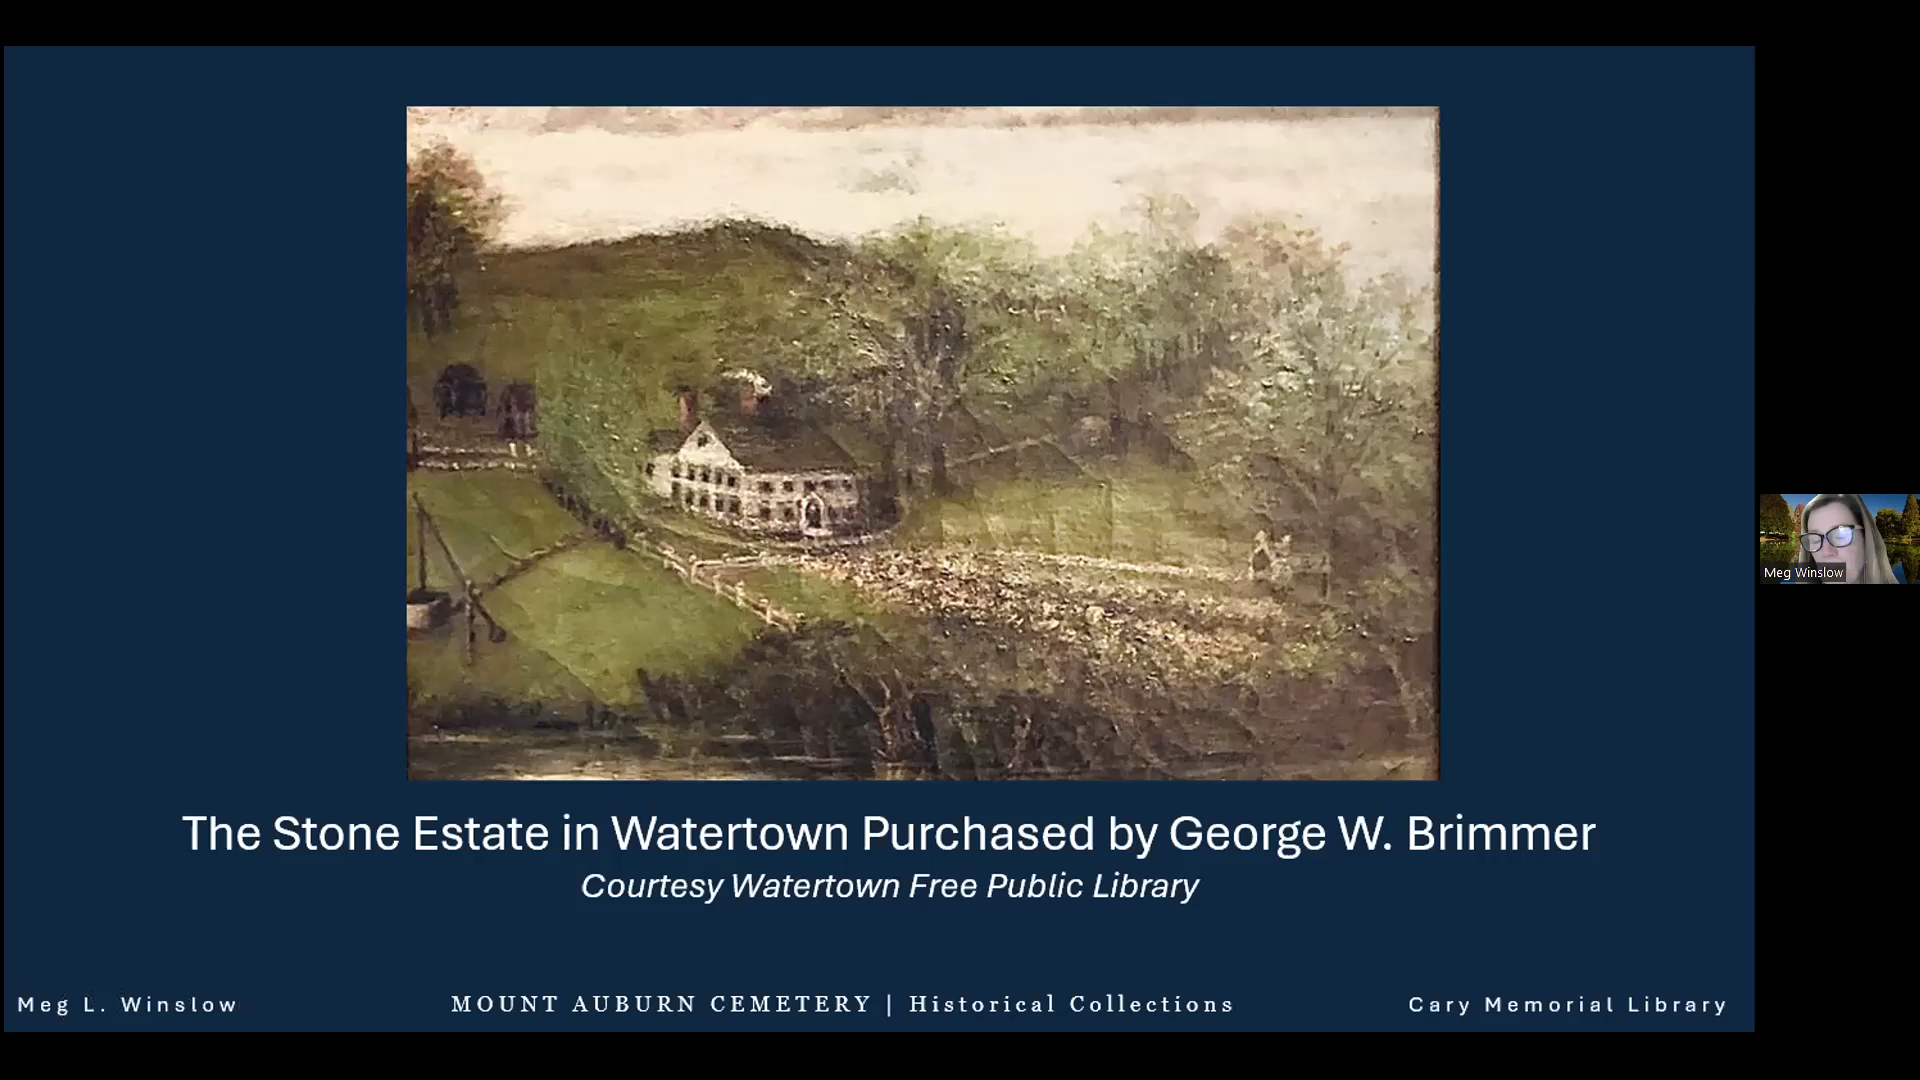 The Stone Estate in Watertown Purchased by George W. Brimmer
Courtesy Watertown Free Public Library
Meg L. Winslow
MOUNT AUBURN CEMETERY | Historical Collections
Cary Memorial Library
Meg Winslow